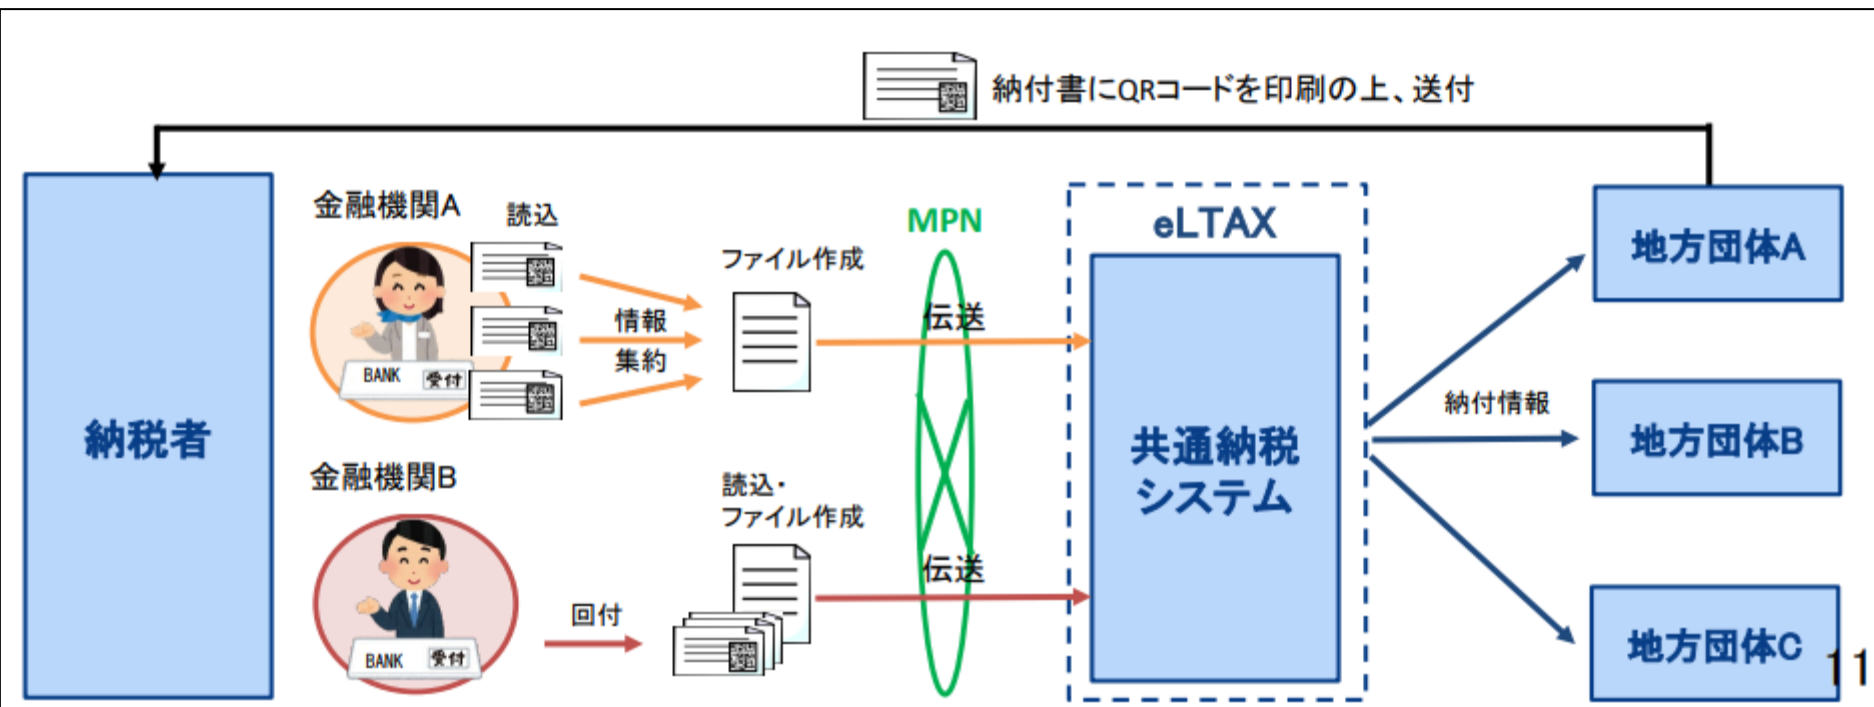 納付書にQRコードを印刷の上、送付
納税者
金融機関A
読込
BANK
受付
情報
集約
ファイル作成
MPN
伝送
金融機関B
BANK
受付
回付
読込・
ファイル作成
伝送
eLTAX
共通納税
システム
納付情報
地方団体A
地方団体B
地方団体C
11